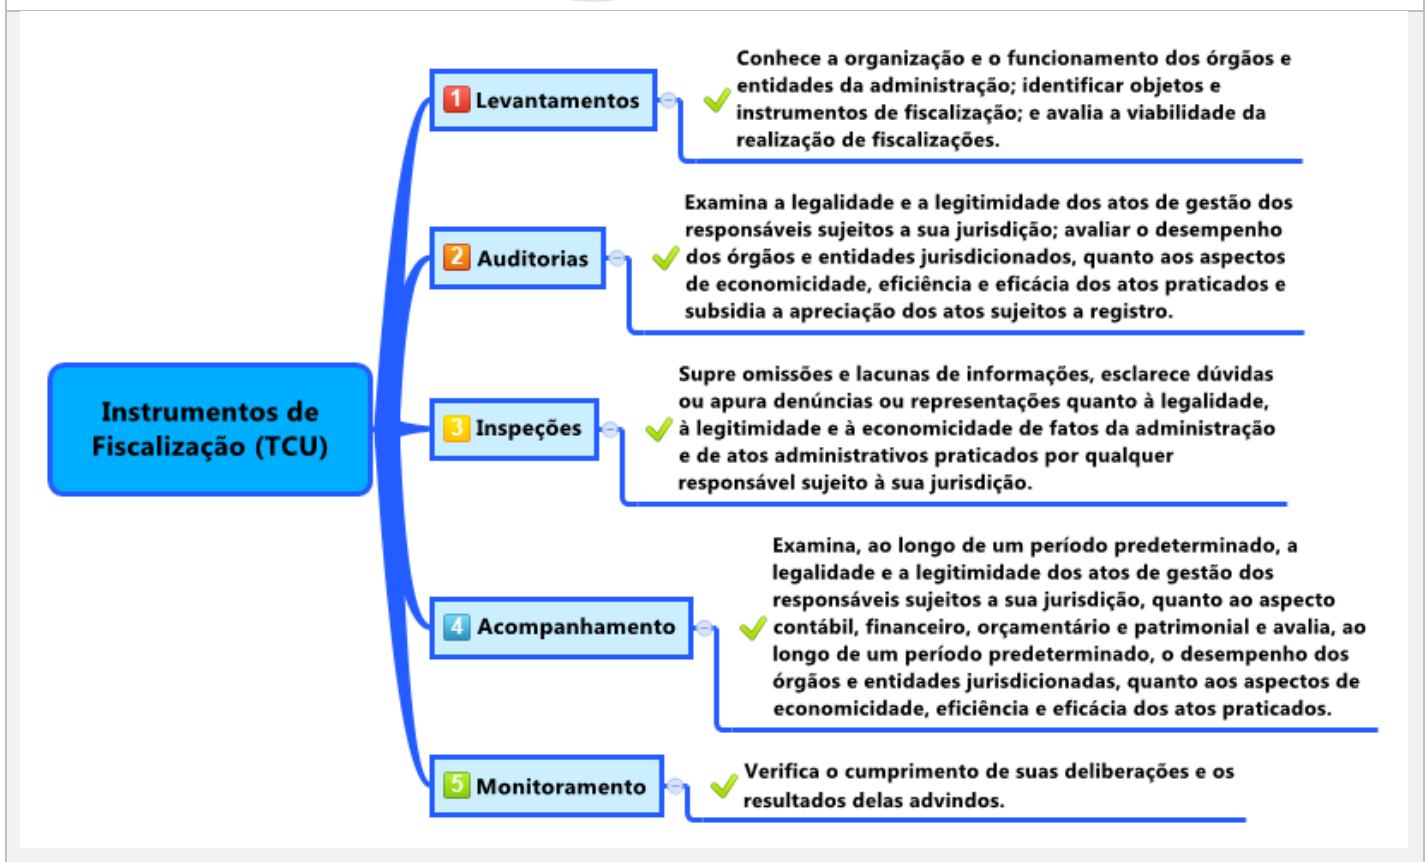 Instrumentos de
Fiscalização (TCU)
1 Levantamentos
Conhece a organização e o funcionamento dos órgãos e
entidades da administração; identificar objetos e
instrumentos de fiscalização; e avalia a viabilidade da
realização de fiscalizações.
2 Auditorias
Examina a legalidade e a legitimidade dos atos de gestão dos
responsáveis sujeitos a sua jurisdição; avaliar o desempenho
dos órgãos e entidades jurisdicionados, quanto aos aspectos
de economicidade, eficiência e eficácia dos atos praticados e
subsidia a apreciação dos atos sujeitos a registro.
3 Inspeções
Supre omissões e lacunas de informações, esclarece dúvidas
ou apura denúncias ou representações quanto à legalidade,
à legitimidade e à economicidade de fatos da administração
e de atos administrativos praticados por qualquer
responsável sujeito à sua jurisdição.
4 Acompanhamento
Examina, ao longo de um período predeterminado, a
legalidade e a legitimidade dos atos de gestão dos
responsáveis sujeitos a sua jurisdição, quanto ao aspecto
contábil, financeiro, orçamentário e patrimonial e avalia, ao
longo de um período predeterminado, o desempenho dos
órgãos e entidades jurisdicionadas, quanto aos aspectos de
economicidade, eficiência e eficácia dos atos praticados.
5 Monitoramento
Verifica o cumprimento de suas deliberações e os
resultados delas advindos.